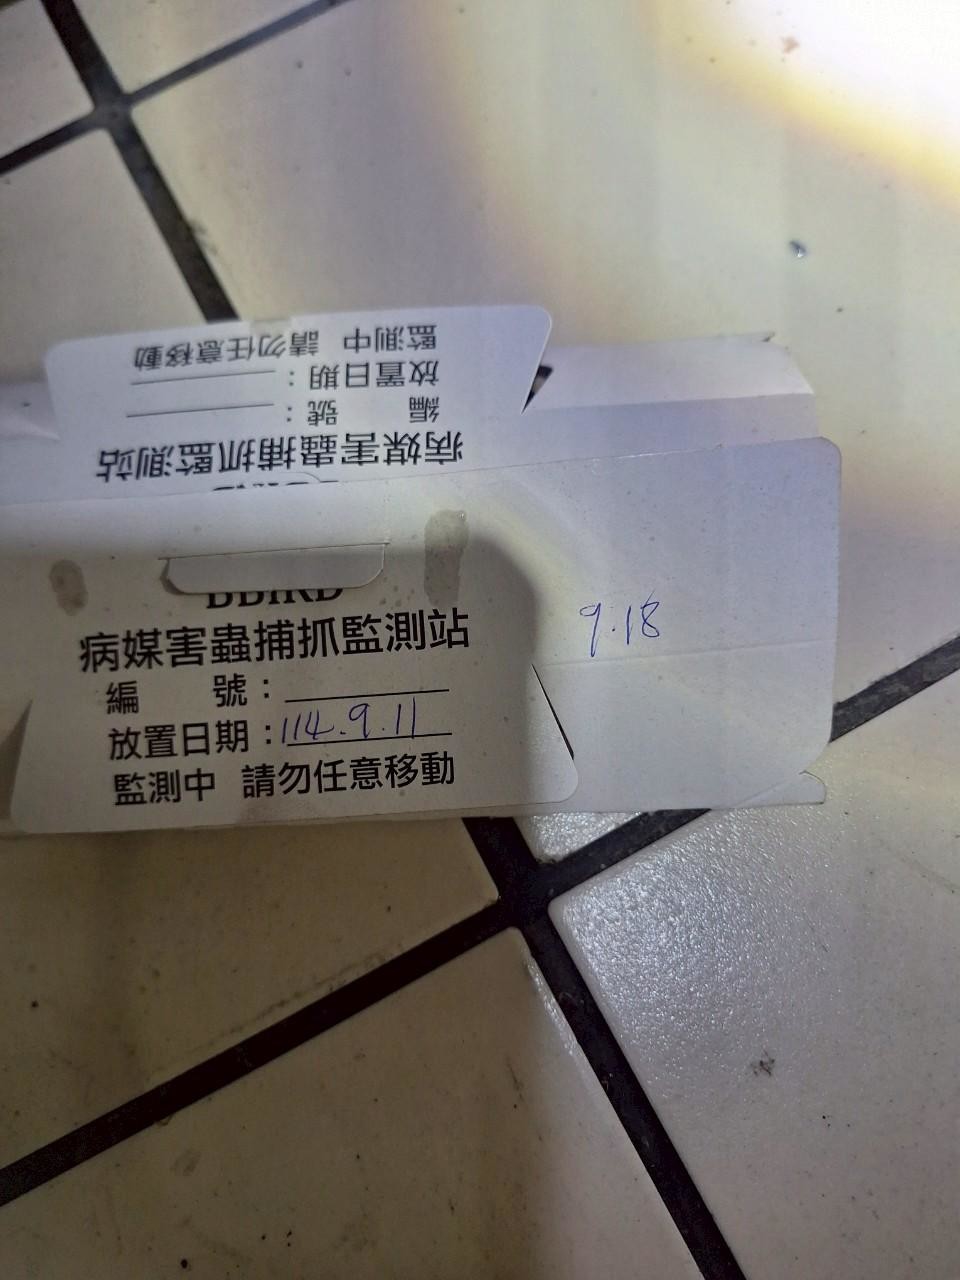 監測中 請勿任意移動
放置日期：
編 號：
病媒害蟲捕抓監測站
BBIRD
病媒害蟲捕抓監測站
編 號：
放置日期：114.9.11
監測中 請勿任意移動
9.18